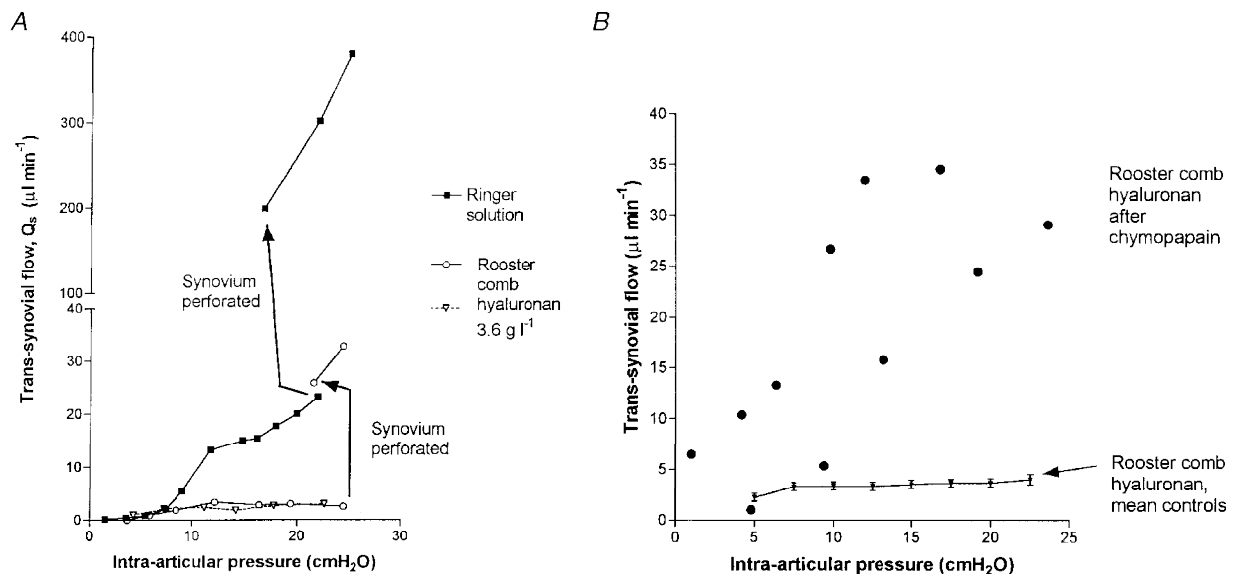 A
B
Trans-synovial flow, Qₛ (μl min⁻¹)
400
300
200
100
40
30
20
10
0
0
10
20
30
Intra-articular pressure (cmH₂O)
Synovium
perforated
Synovium
perforated
Ringer
solution
Rooster
comb
hyaluronan
3.6 g l⁻¹
Trans-synovial flow (μl min⁻¹)
40
35
30
25
20
15
10
5
0
0
5
10
15
20
25
Intra-articular pressure (cmH₂O)
Rooster comb
hyaluronan
after
chymopapain
Rooster comb
hyaluronan,
mean controls